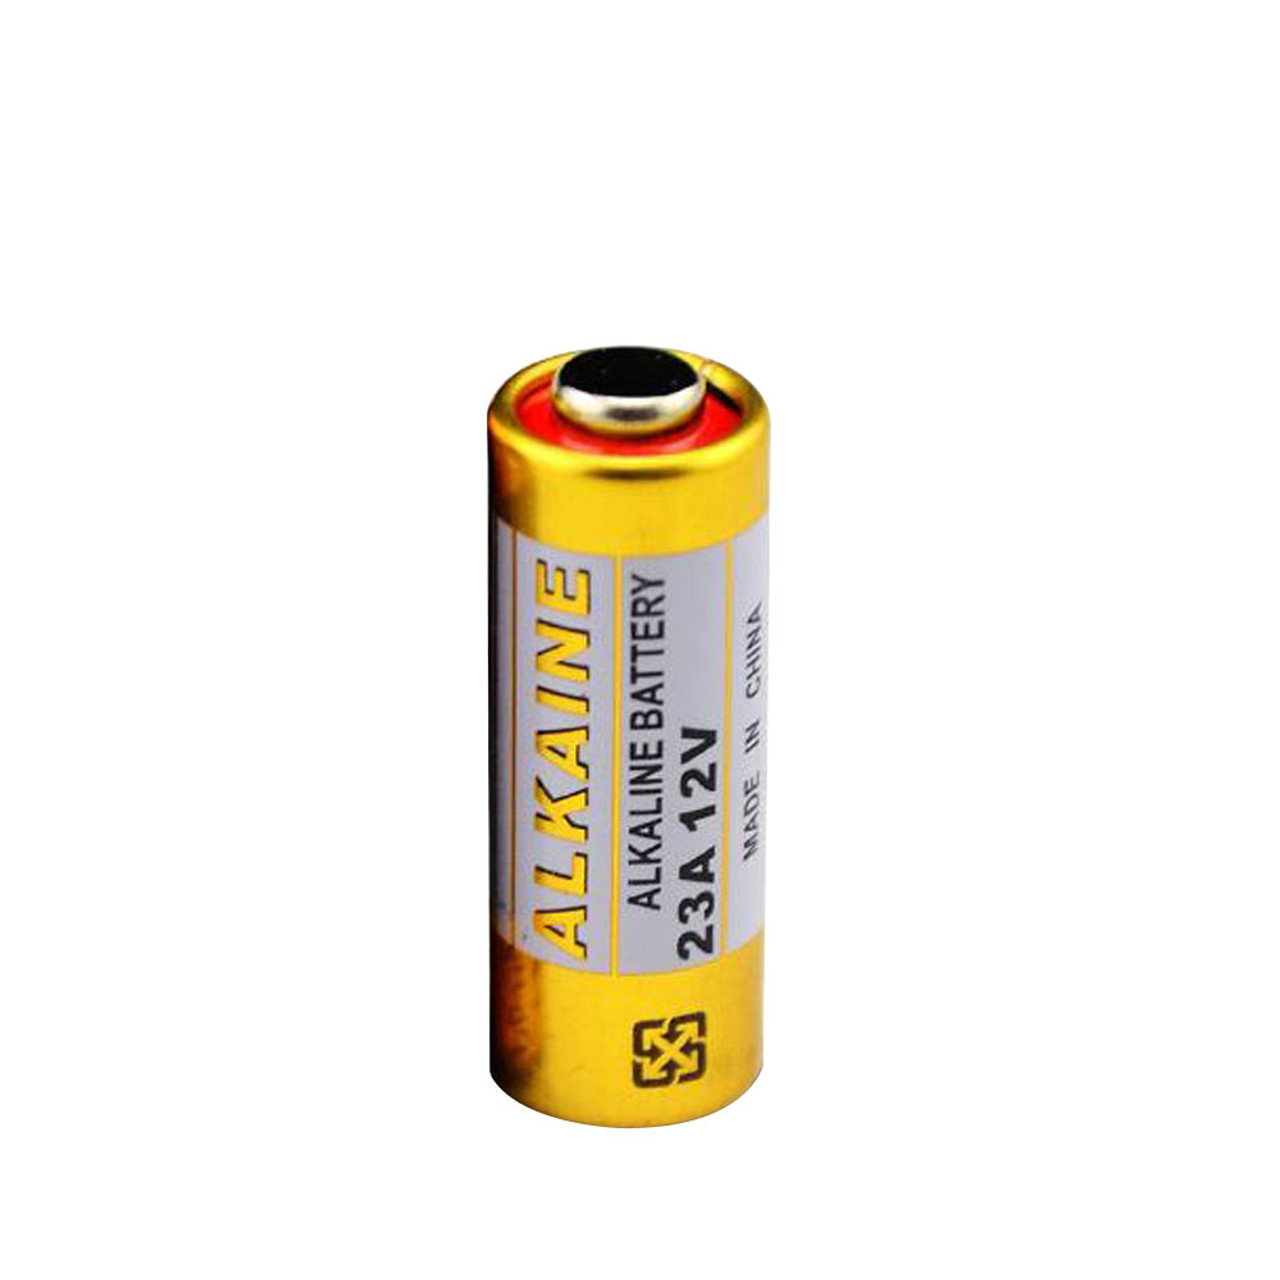 ALKAINE
ALKALINE BATTERY
23A 12V
MADE IN CHINA